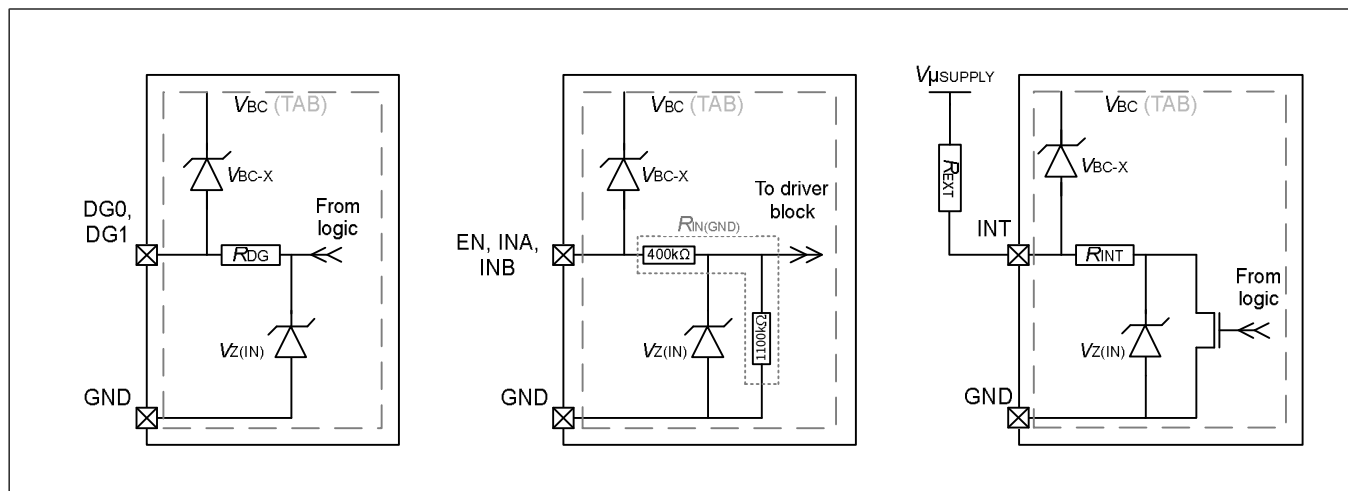 VBC (TAB)
VBC-X
DG0,
DG1
From
logic
RDG
VZ(IN)
GND
VBC (TAB)
VBC-X
To driver
block
RIN(GND)
EN, INA,
INB
400kΩ
1100kΩ
VZ(IN)
GND
VμSUPPLY
VBC (TAB)
REXT
VBC-X
INT
RINT
From
logic
VZ(IN)
GND